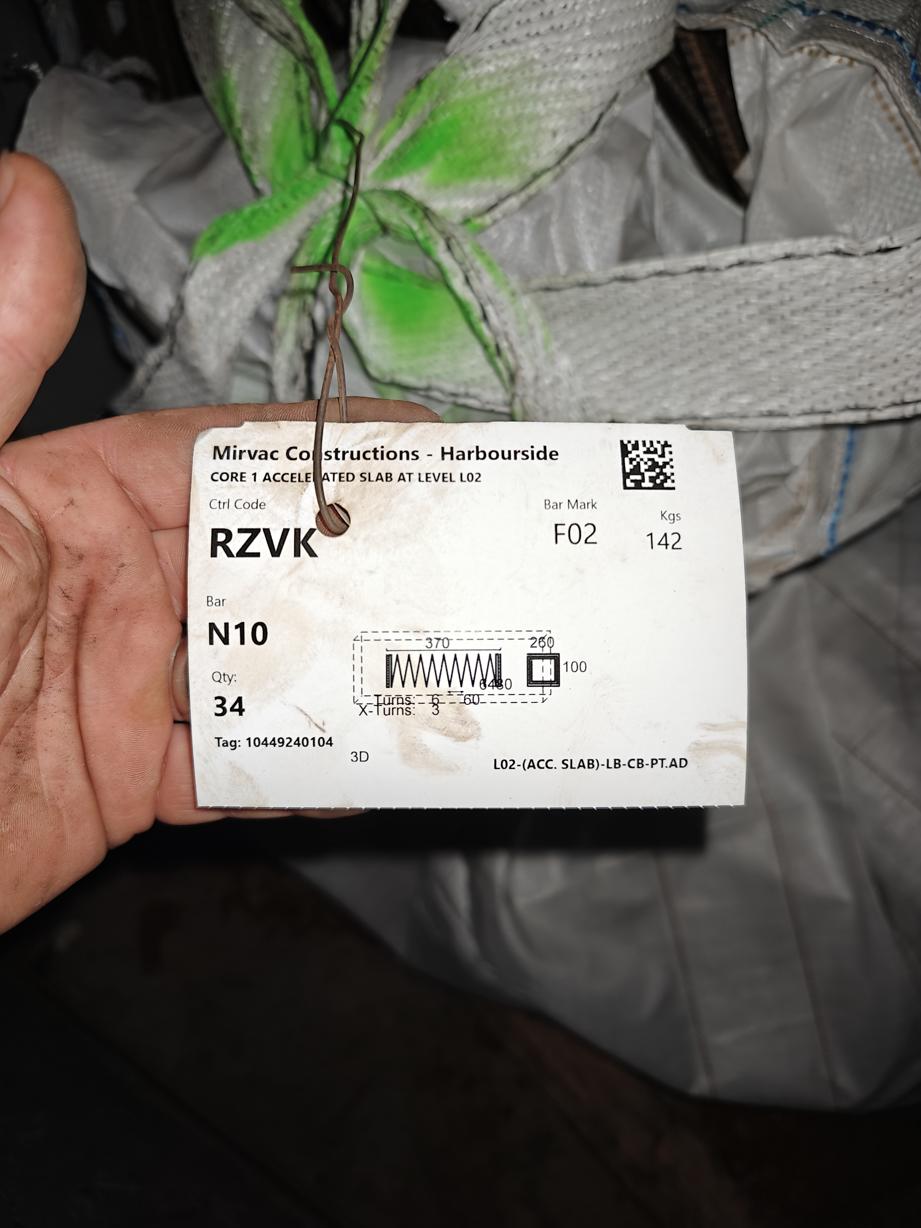 Mirvac Constructions - Harbourside
CORE 1 ACCELERATED SLAB AT LEVEL L02
Ctrl Code
Bar Mark
Kgs
RZVK
F02
142
Bar
N10
370
260
100
6480
Qty:
34
Turns: 6 60
X-Turns: 3
Tag: 10449240104
3D
L02-(ACC. SLAB)-LB-CB-PT.AD